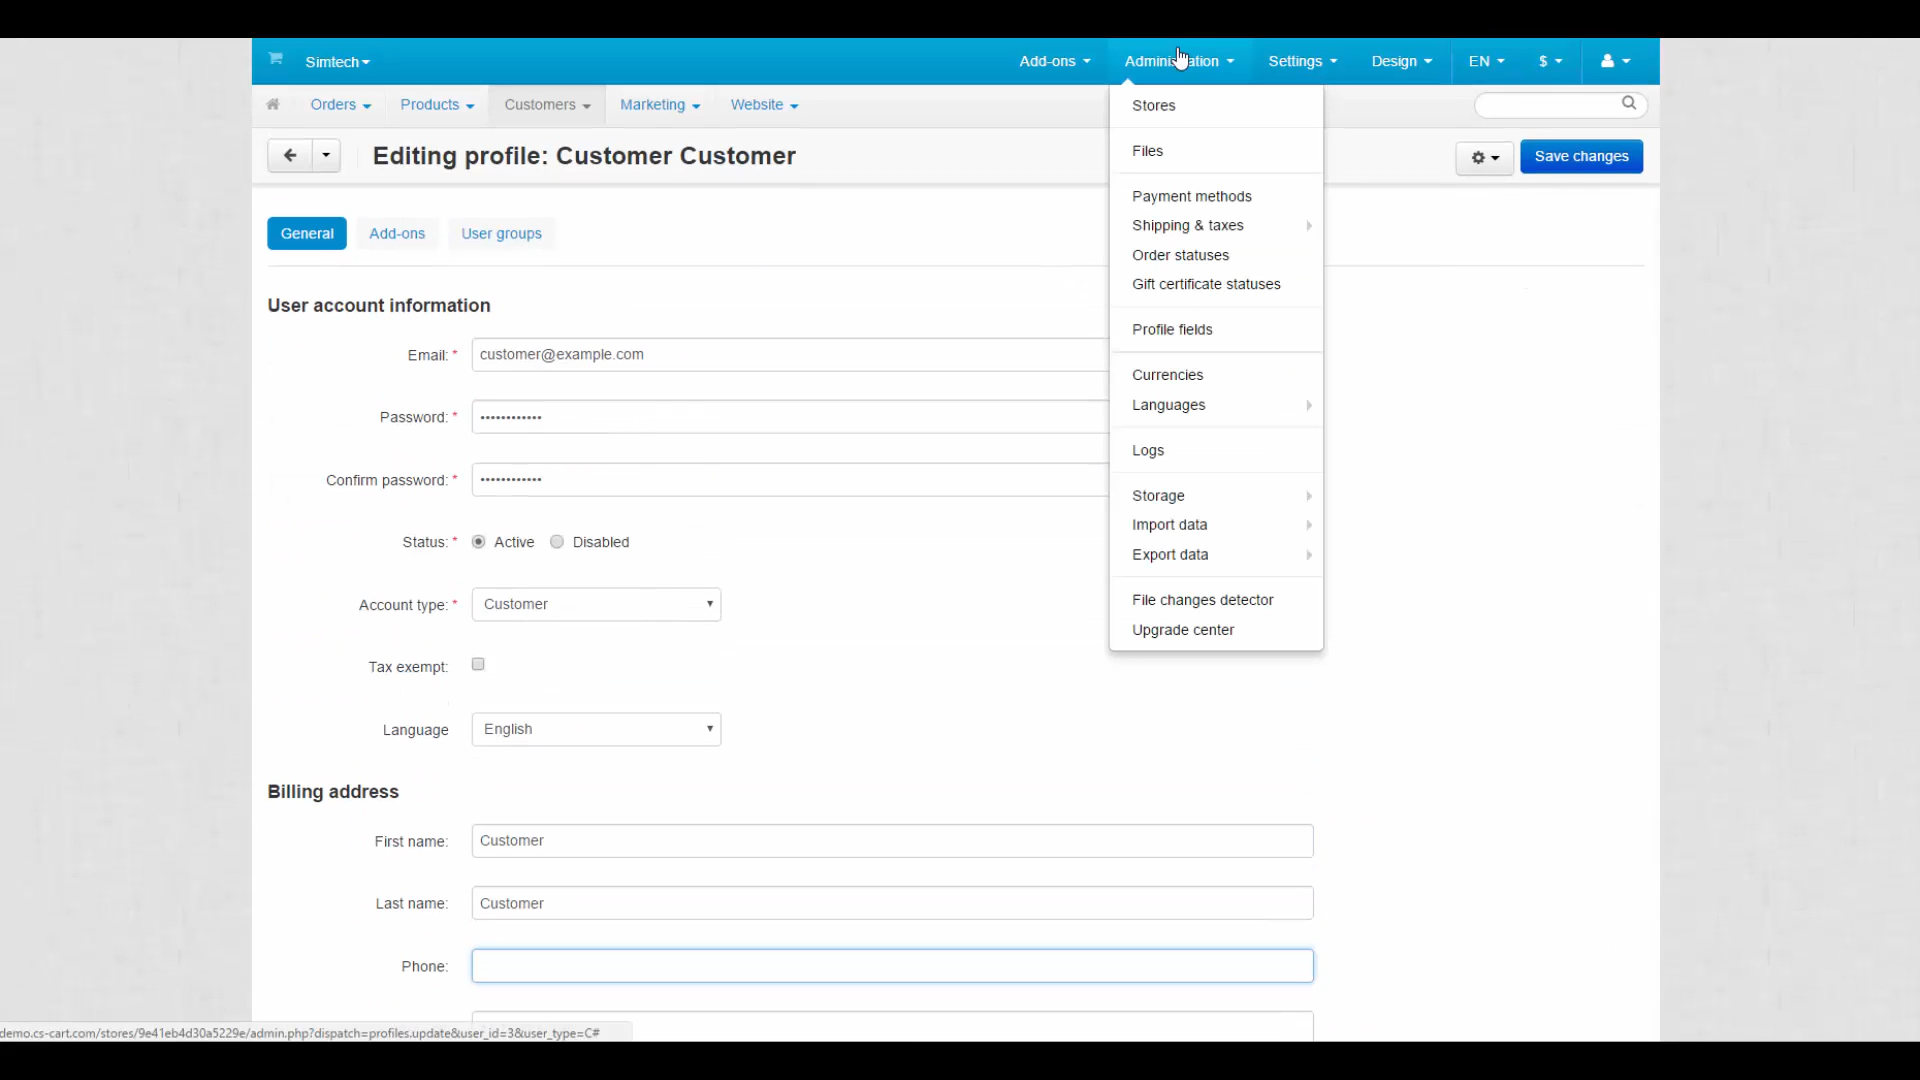 Simtech
Add-ons
Administration
Settings
Design
EN
$
Orders
Products
Customers
Marketing
Website
Editing profile: Customer Customer
Save changes
Stores
Files
Payment methods
Shipping & taxes
Order statuses
Gift certificate statuses
Profile fields
Currencies
Languages
Logs
Storage
Import data
Export data
File changes detector
Upgrade center
General
Add-ons
User groups
User account information
Email: * customer@example.com
Password: * ••••••••••••
Confirm password: * ••••••••••••
Status: * Active Disabled
Account type: * Customer
Tax exempt:
Language English
Billing address
First name: Customer
Last name: Customer
Phone:
demo.cs-cart.com/stores/9e41eb4d30a5229e/admin.php?dispatch=profiles.update&user_id=3&user_type=C#